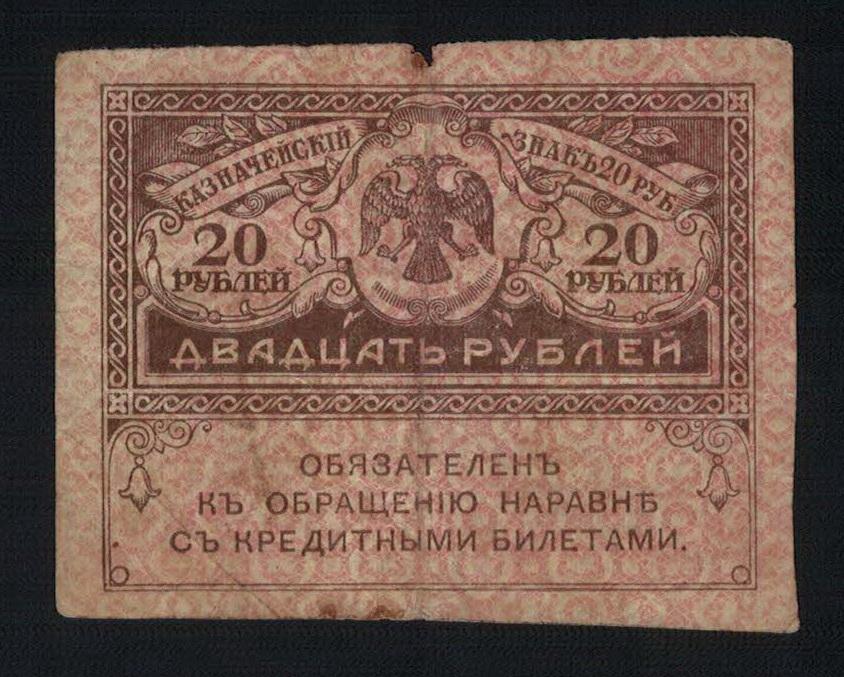 КАЗНАЧЕЙСКІЙ ЗНАКЪ 20 РУБ.
20 20
РУБЛЕЙ РУБЛЕЙ
ДВАДЦАТЬ РУБЛЕЙ
ОБЯЗАТЕЛЕНЪ
КЪ ОБРАЩЕНІЮ НАРАВНѢ
СЪ КРЕДИТНЫМИ БИЛЕТАМИ.